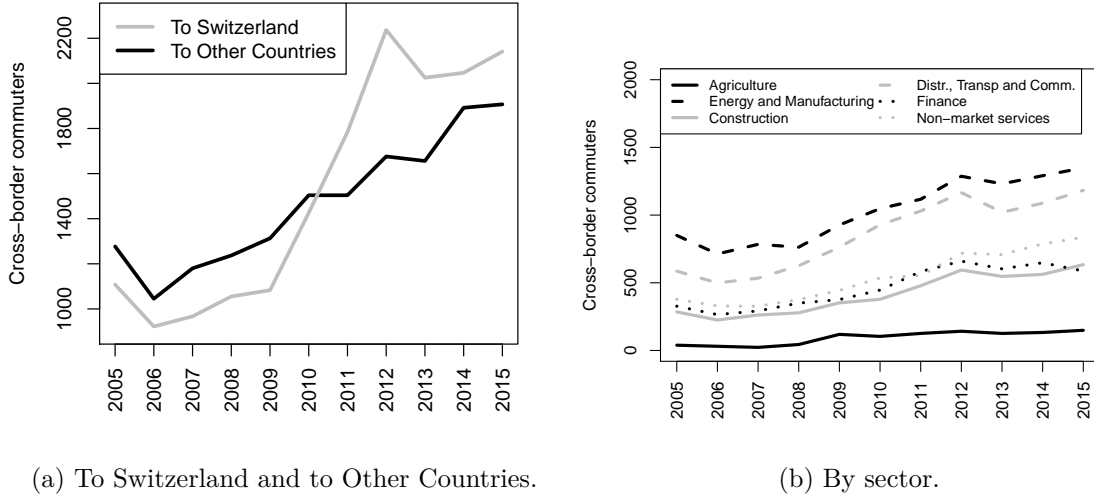 To Switzerland
To Other Countries
Cross−border commuters
1000
1400
1800
2200
2005
2006
2007
2008
2009
2010
2011
2012
2013
2014
2015
(a) To Switzerland and to Other Countries.
Agriculture
Energy and Manufacturing
Construction
Distr., Transp and Comm.
Finance
Non−market services
Cross−border commuters
0
500
1000
1500
2000
2005
2006
2007
2008
2009
2010
2011
2012
2013
2014
2015
(b) By sector.